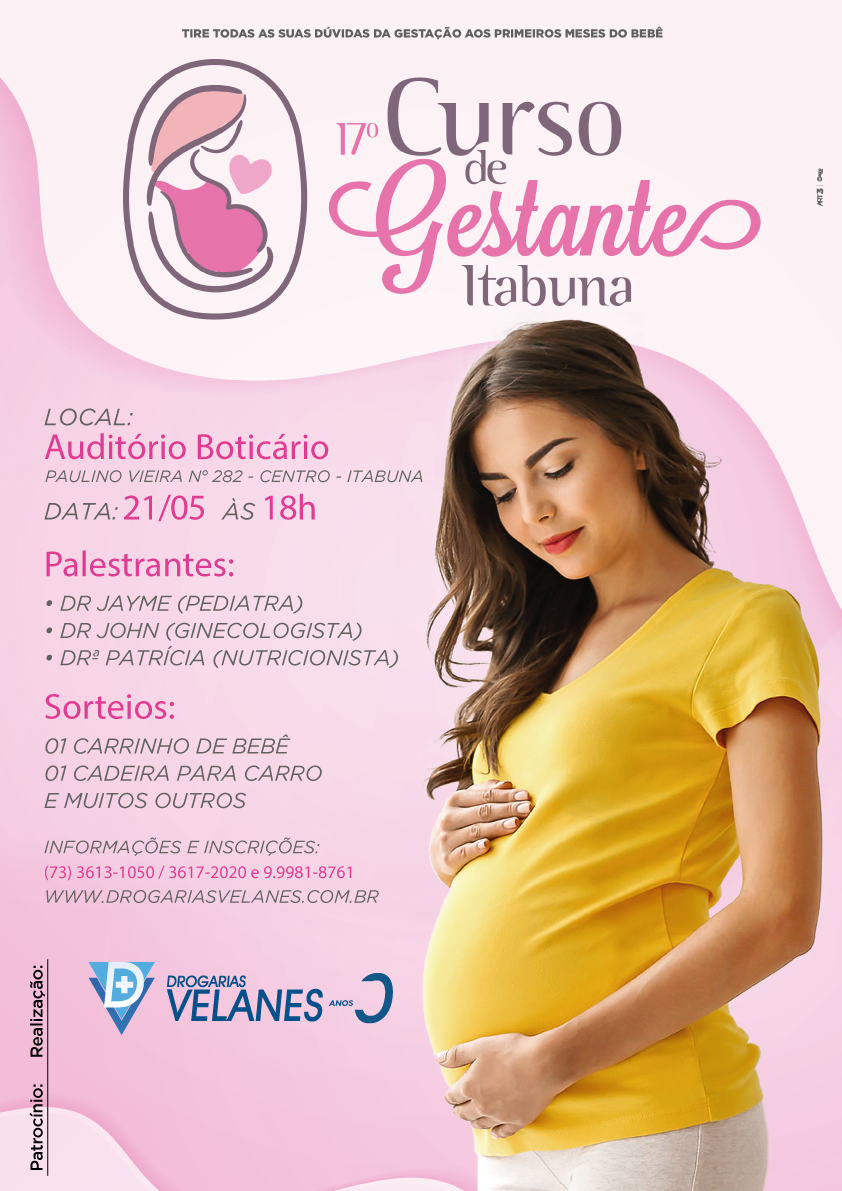 TIRE TODAS AS SUAS DÚVIDAS DA GESTAÇÃO AOS PRIMEIROS MESES DO BEBÊ
17º Curso
de
Gestante
Itabuna
LOCAL:
Auditório Boticário
PAULINO VIEIRA Nº 282 - CENTRO - ITABUNA
DATA: 21/05 ÀS 18h
Palestrantes:
• DR JAYME (PEDIATRA)
• DR JOHN (GINECOLOGISTA)
• DRª PATRÍCIA (NUTRICIONISTA)
Sorteios:
01 CARRINHO DE BEBÊ
01 CADEIRA PARA CARRO
E MUITOS OUTROS
INFORMAÇÕES E INSCRIÇÕES:
(73) 3613-1050 / 3617-2020 e 9.9981-8761
WWW.DROGARIASVELANES.COM.BR
Realização:
DROGARIAS
VELANES ANOS
Patrocínio: